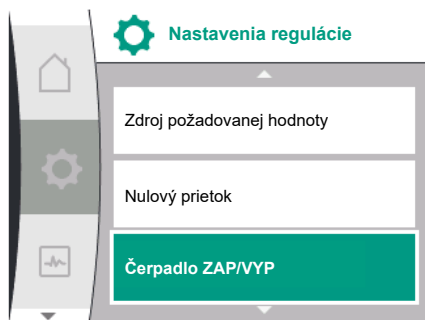 Nastavenia regulácie
Zdroj požadovanej hodnoty
Nulový prietok
Čerpadlo ZAP/VYP